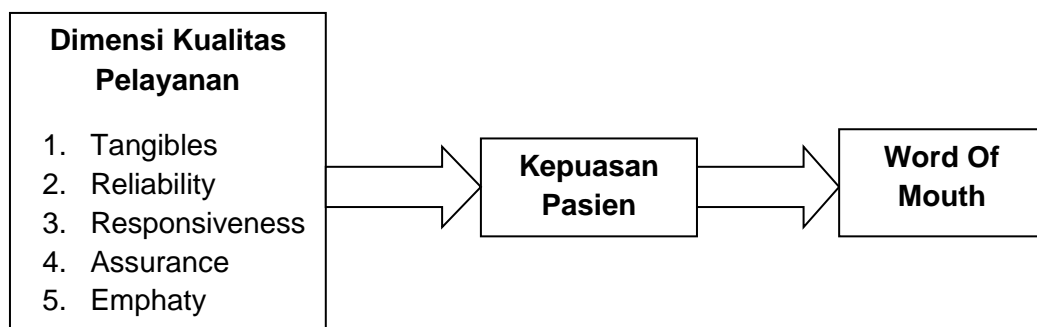 Dimensi Kualitas
Pelayanan
1. Tangibles
2. Reliability
3. Responsiveness
4. Assurance
5. Emphaty
Kepuasan
Pasien
Word Of
Mouth